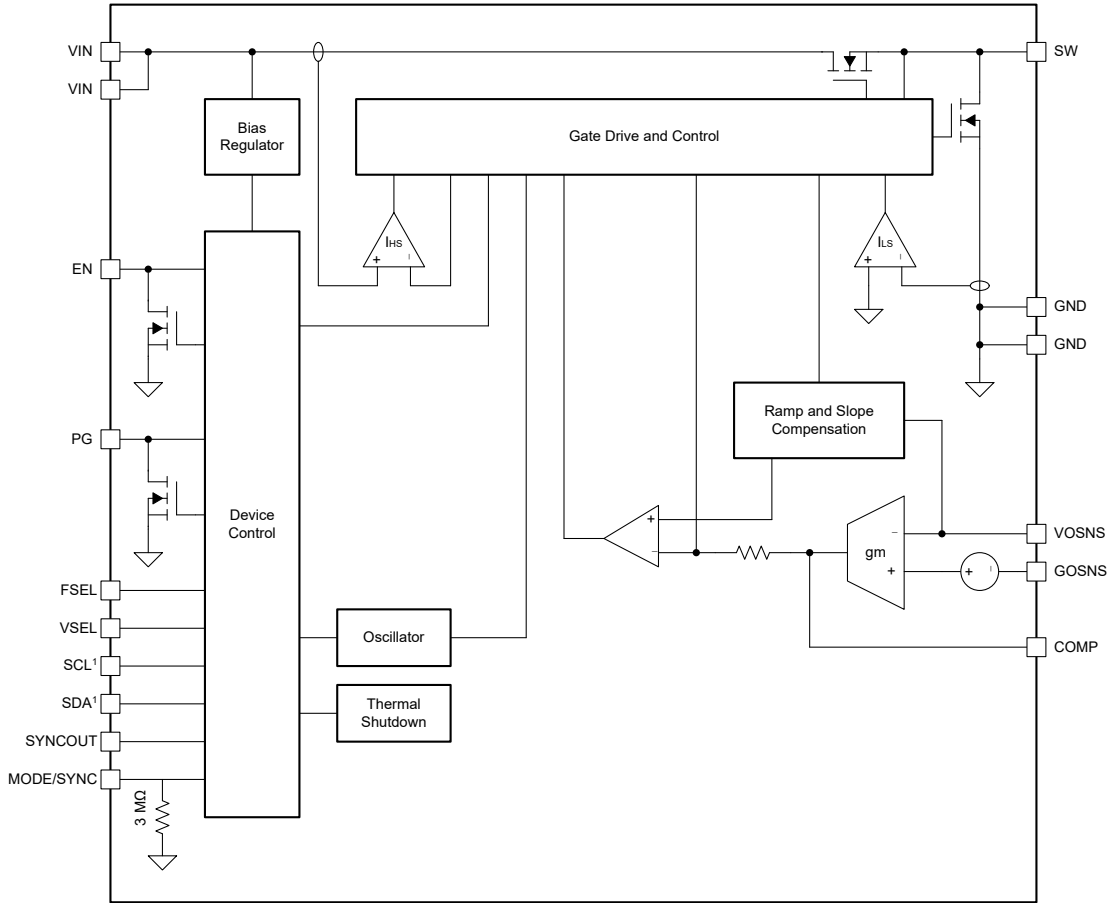 VIN
SW
VIN
Bias
Regulator
Gate Drive and Control
IHS
+
-
ILS
+
-
EN
GND
GND
Ramp and Slope
Compensation
PG
Device
Control
+
-
gm
-
+
+
-
VOSNS
GOSNS
FSEL
VSEL
Oscillator
COMP
SCL¹
SDA¹
Thermal
Shutdown
SYNCOUT
MODE/SYNC
3 MΩ